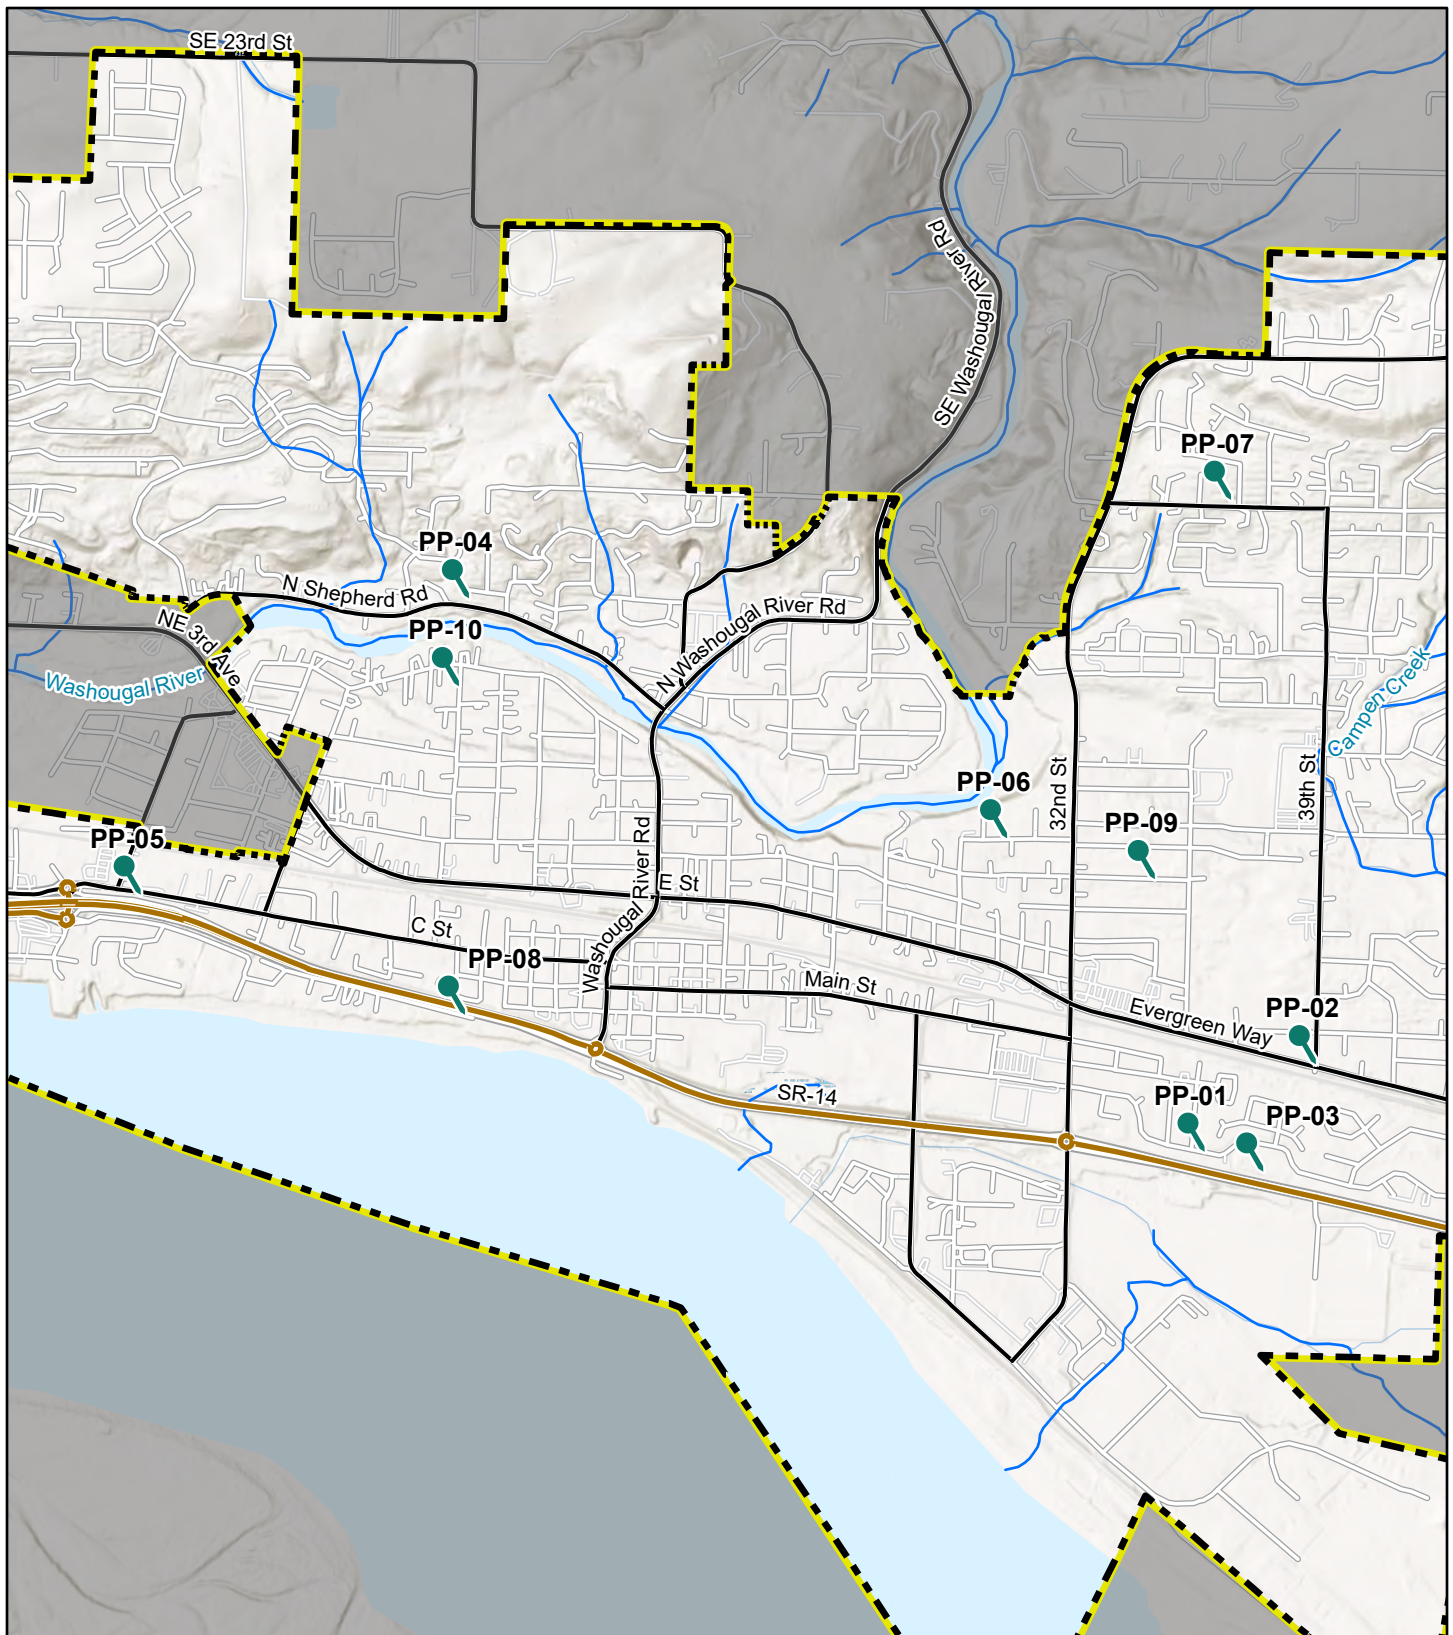 SE 23rd St
SE Washougal River Rd
PP-07
PP-04
N Shepherd Rd
PP-10
NE 3rd Ave
N Washougal River Rd
Washougal River
Campen Creek
PP-06
32nd St
39th St
PP-09
PP-05
Washougal River Rd
E St
C St
PP-08
Main St
Evergreen Way
PP-02
SR-14
PP-01
PP-03